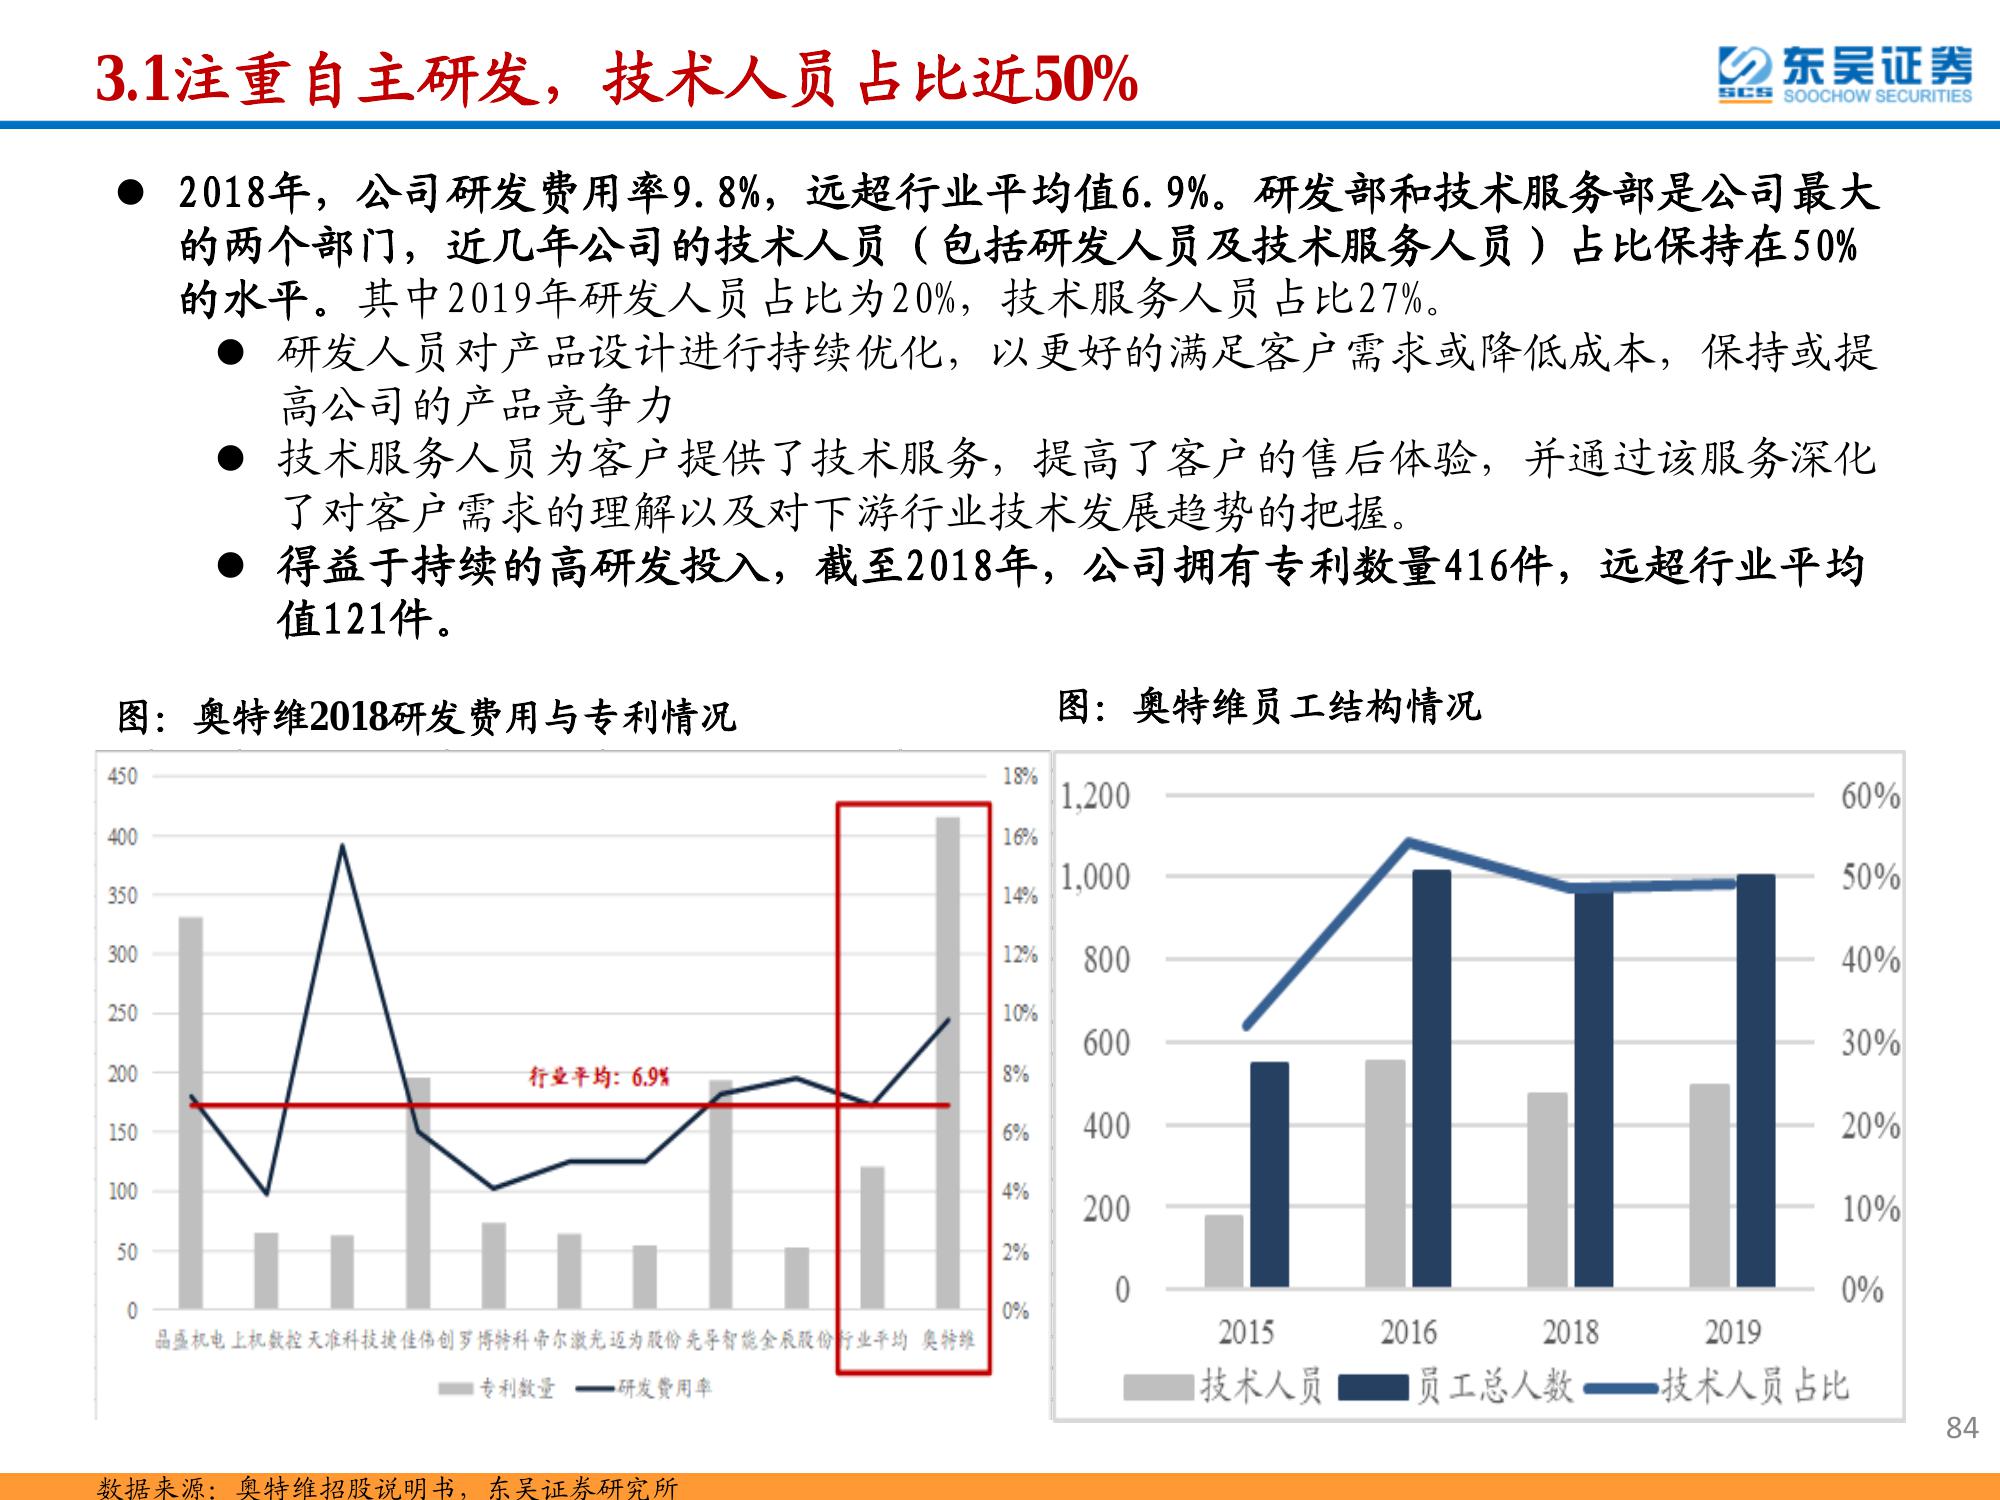 3.1注重自主研发，技术人员占比近50%
东吴证券
SCS SOOCHOW SECURITIES
● 2018年，公司研发费用率9.8%，远超行业平均值6.9%。研发部和技术服务部是公司最大
的两个部门，近几年公司的技术人员（包括研发人员及技术服务人员）占比保持在50%
的水平。其中2019年研发人员占比为20%，技术服务人员占比27%。
● 研发人员对产品设计进行持续优化，以更好的满足客户需求或降低成本，保持或提
高公司的产品竞争力
● 技术服务人员为客户提供了技术服务，提高了客户的售后体验，并通过该服务深化
了对客户需求的理解以及对下游行业技术发展趋势的把握。
● 得益于持续的高研发投入，截至2018年，公司拥有专利数量416件，远超行业平均
值121件。
图：奥特维2018研发费用与专利情况
450 18%
400 16%
350 14%
300 12%
250 10%
200 8%
行业平均：6.9%
150 6%
100 4%
50 2%
0 0%
晶盛机电 上机数控 天准科技 捷佳伟创 罗博特科 帝尔激光 迈为股份 先导智能 金辰股份 行业平均 奥特维
专利数量 研发费用率
图：奥特维员工结构情况
1,200 60%
1,000 50%
800 40%
600 30%
400 20%
200 10%
0 0%
2015 2016 2018 2019
技术人员 员工总人数 技术人员占比
84
数据来源：奥特维招股说明书，东吴证券研究所